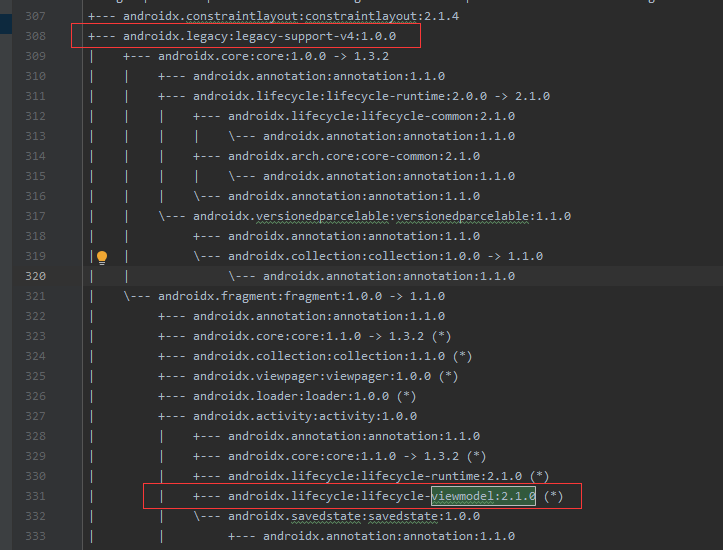 307 +--- androidx.constraintlayout:constraintlayout:2.1.4
308 +--- androidx.legacy:legacy-support-v4:1.0.0
309 |    +--- androidx.core:core:1.0.0 -> 1.3.2
310 |    |    +--- androidx.annotation:annotation:1.1.0
311 |    |    +--- androidx.lifecycle:lifecycle-runtime:2.0.0 -> 2.1.0
312 |    |    |    +--- androidx.lifecycle:lifecycle-common:2.1.0
313 |    |    |    |    \--- androidx.annotation:annotation:1.1.0
314 |    |    |    +--- androidx.arch.core:core-common:2.1.0
315 |    |    |    |    \--- androidx.annotation:annotation:1.1.0
316 |    |    |    \--- androidx.annotation:annotation:1.1.0
317 |    |    \--- androidx.versionedparcelable:versionedparcelable:1.1.0
318 |    |         +--- androidx.annotation:annotation:1.1.0
319 |    |         \--- androidx.collection:collection:1.0.0 -> 1.1.0
320 |    |              \--- androidx.annotation:annotation:1.1.0
321 |    \--- androidx.fragment:fragment:1.0.0 -> 1.1.0
322 |         +--- androidx.annotation:annotation:1.1.0
323 |         +--- androidx.core:core:1.1.0 -> 1.3.2 (*)
324 |         +--- androidx.collection:collection:1.1.0 (*)
325 |         +--- androidx.viewpager:viewpager:1.0.0 (*)
326 |         +--- androidx.loader:loader:1.0.0 (*)
327 |         +--- androidx.activity:activity:1.0.0
328 |         |    +--- androidx.annotation:annotation:1.1.0
329 |         |    +--- androidx.core:core:1.1.0 -> 1.3.2 (*)
330 |         |    +--- androidx.lifecycle:lifecycle-runtime:2.1.0 (*)
331 |         |    +--- androidx.lifecycle:lifecycle-viewmodel:2.1.0 (*)
332 |         |    \--- androidx.savedstate:savedstate:1.0.0
333 |         |         +--- androidx.annotation:annotation:1.1.0